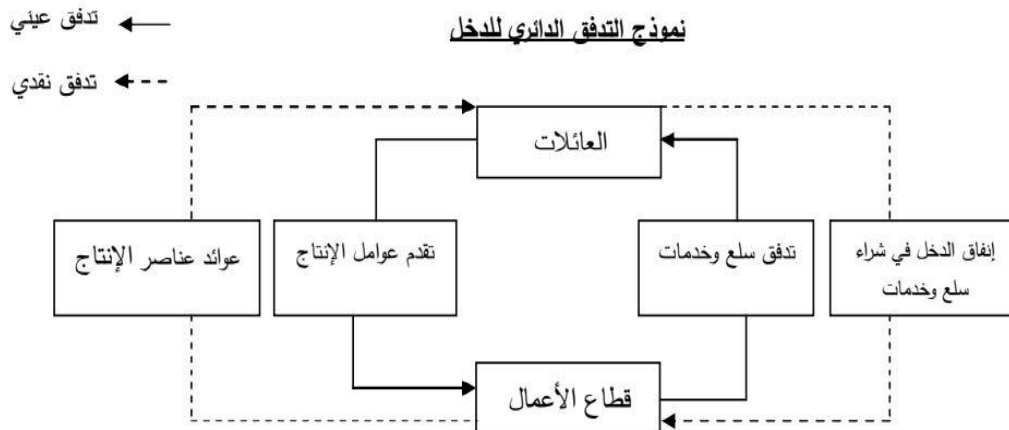 نموذج التدفق الدائري للدخل
تدفق عيني
تدفق نقدي
العائلات
إنفاق الدخل في شراء
سلع وخدمات
تدفق سلع وخدمات
تقدم عوامل الإنتاج
عوائد عناصر الإنتاج
قطاع الأعمال